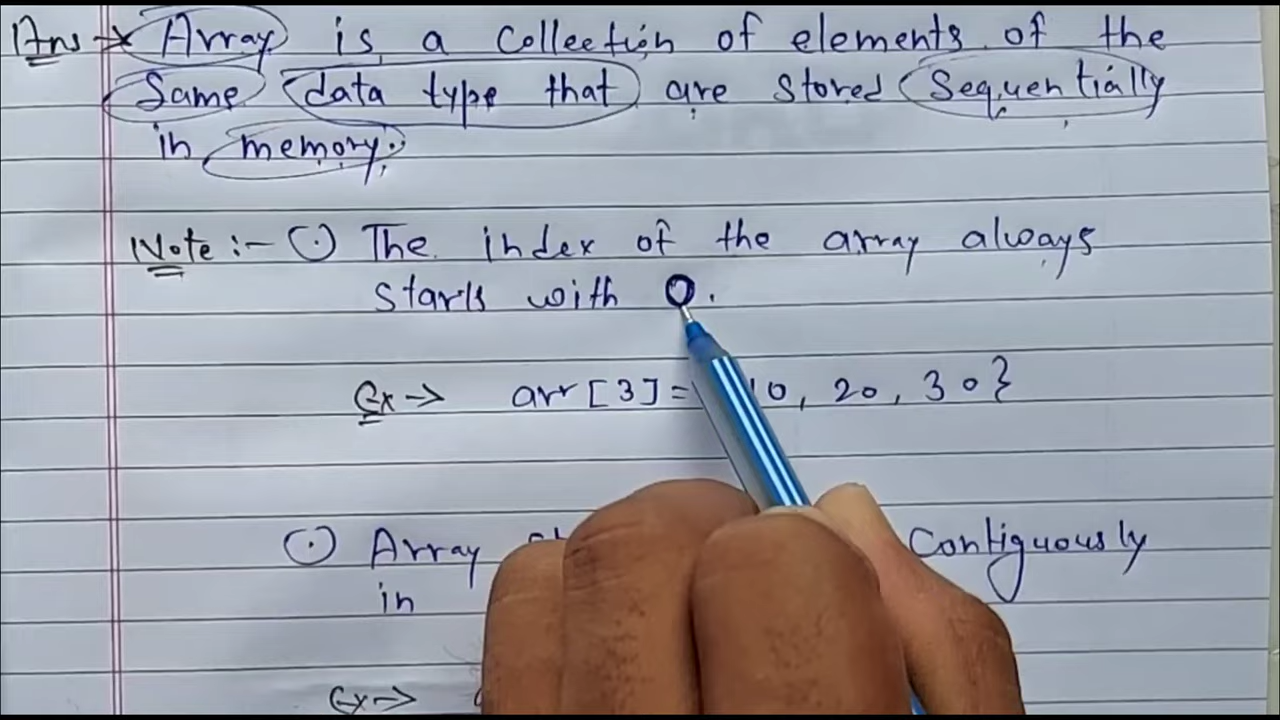 Ans → Array is a collection of elements of the
Same data type that are stored Sequentially
in memory.
Note :- (·) The index of the array always
starts with 0.
Ex → arr [3] = 10, 20, 30}
(·) Array Contiguously
in
Ex →